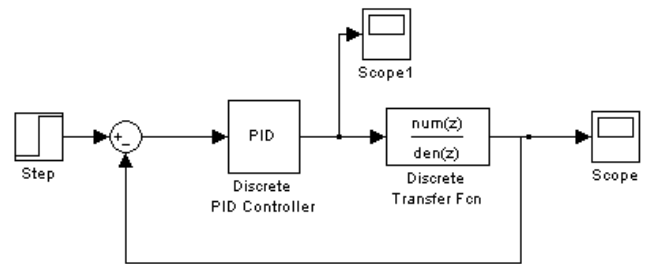 Scope1
PID
num(z)
den(z)
+
−
Step
Discrete
PID Controller
Discrete
Transfer Fcn
Scope